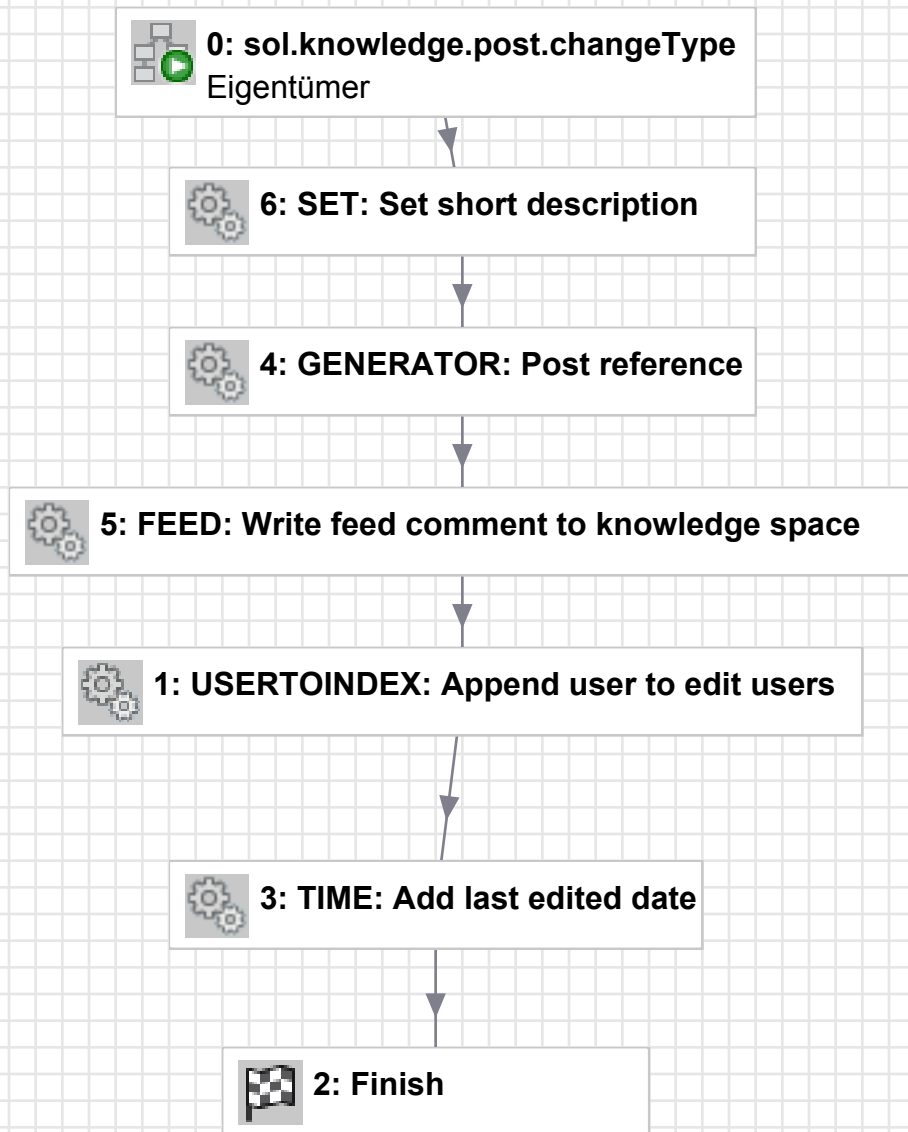 0: sol.knowledge.post.changeType
Eigentümer
6: SET: Set short description
4: GENERATOR: Post reference
5: FEED: Write feed comment to knowledge space
1: USERTOINDEX: Append user to edit users
3: TIME: Add last edited date
2: Finish